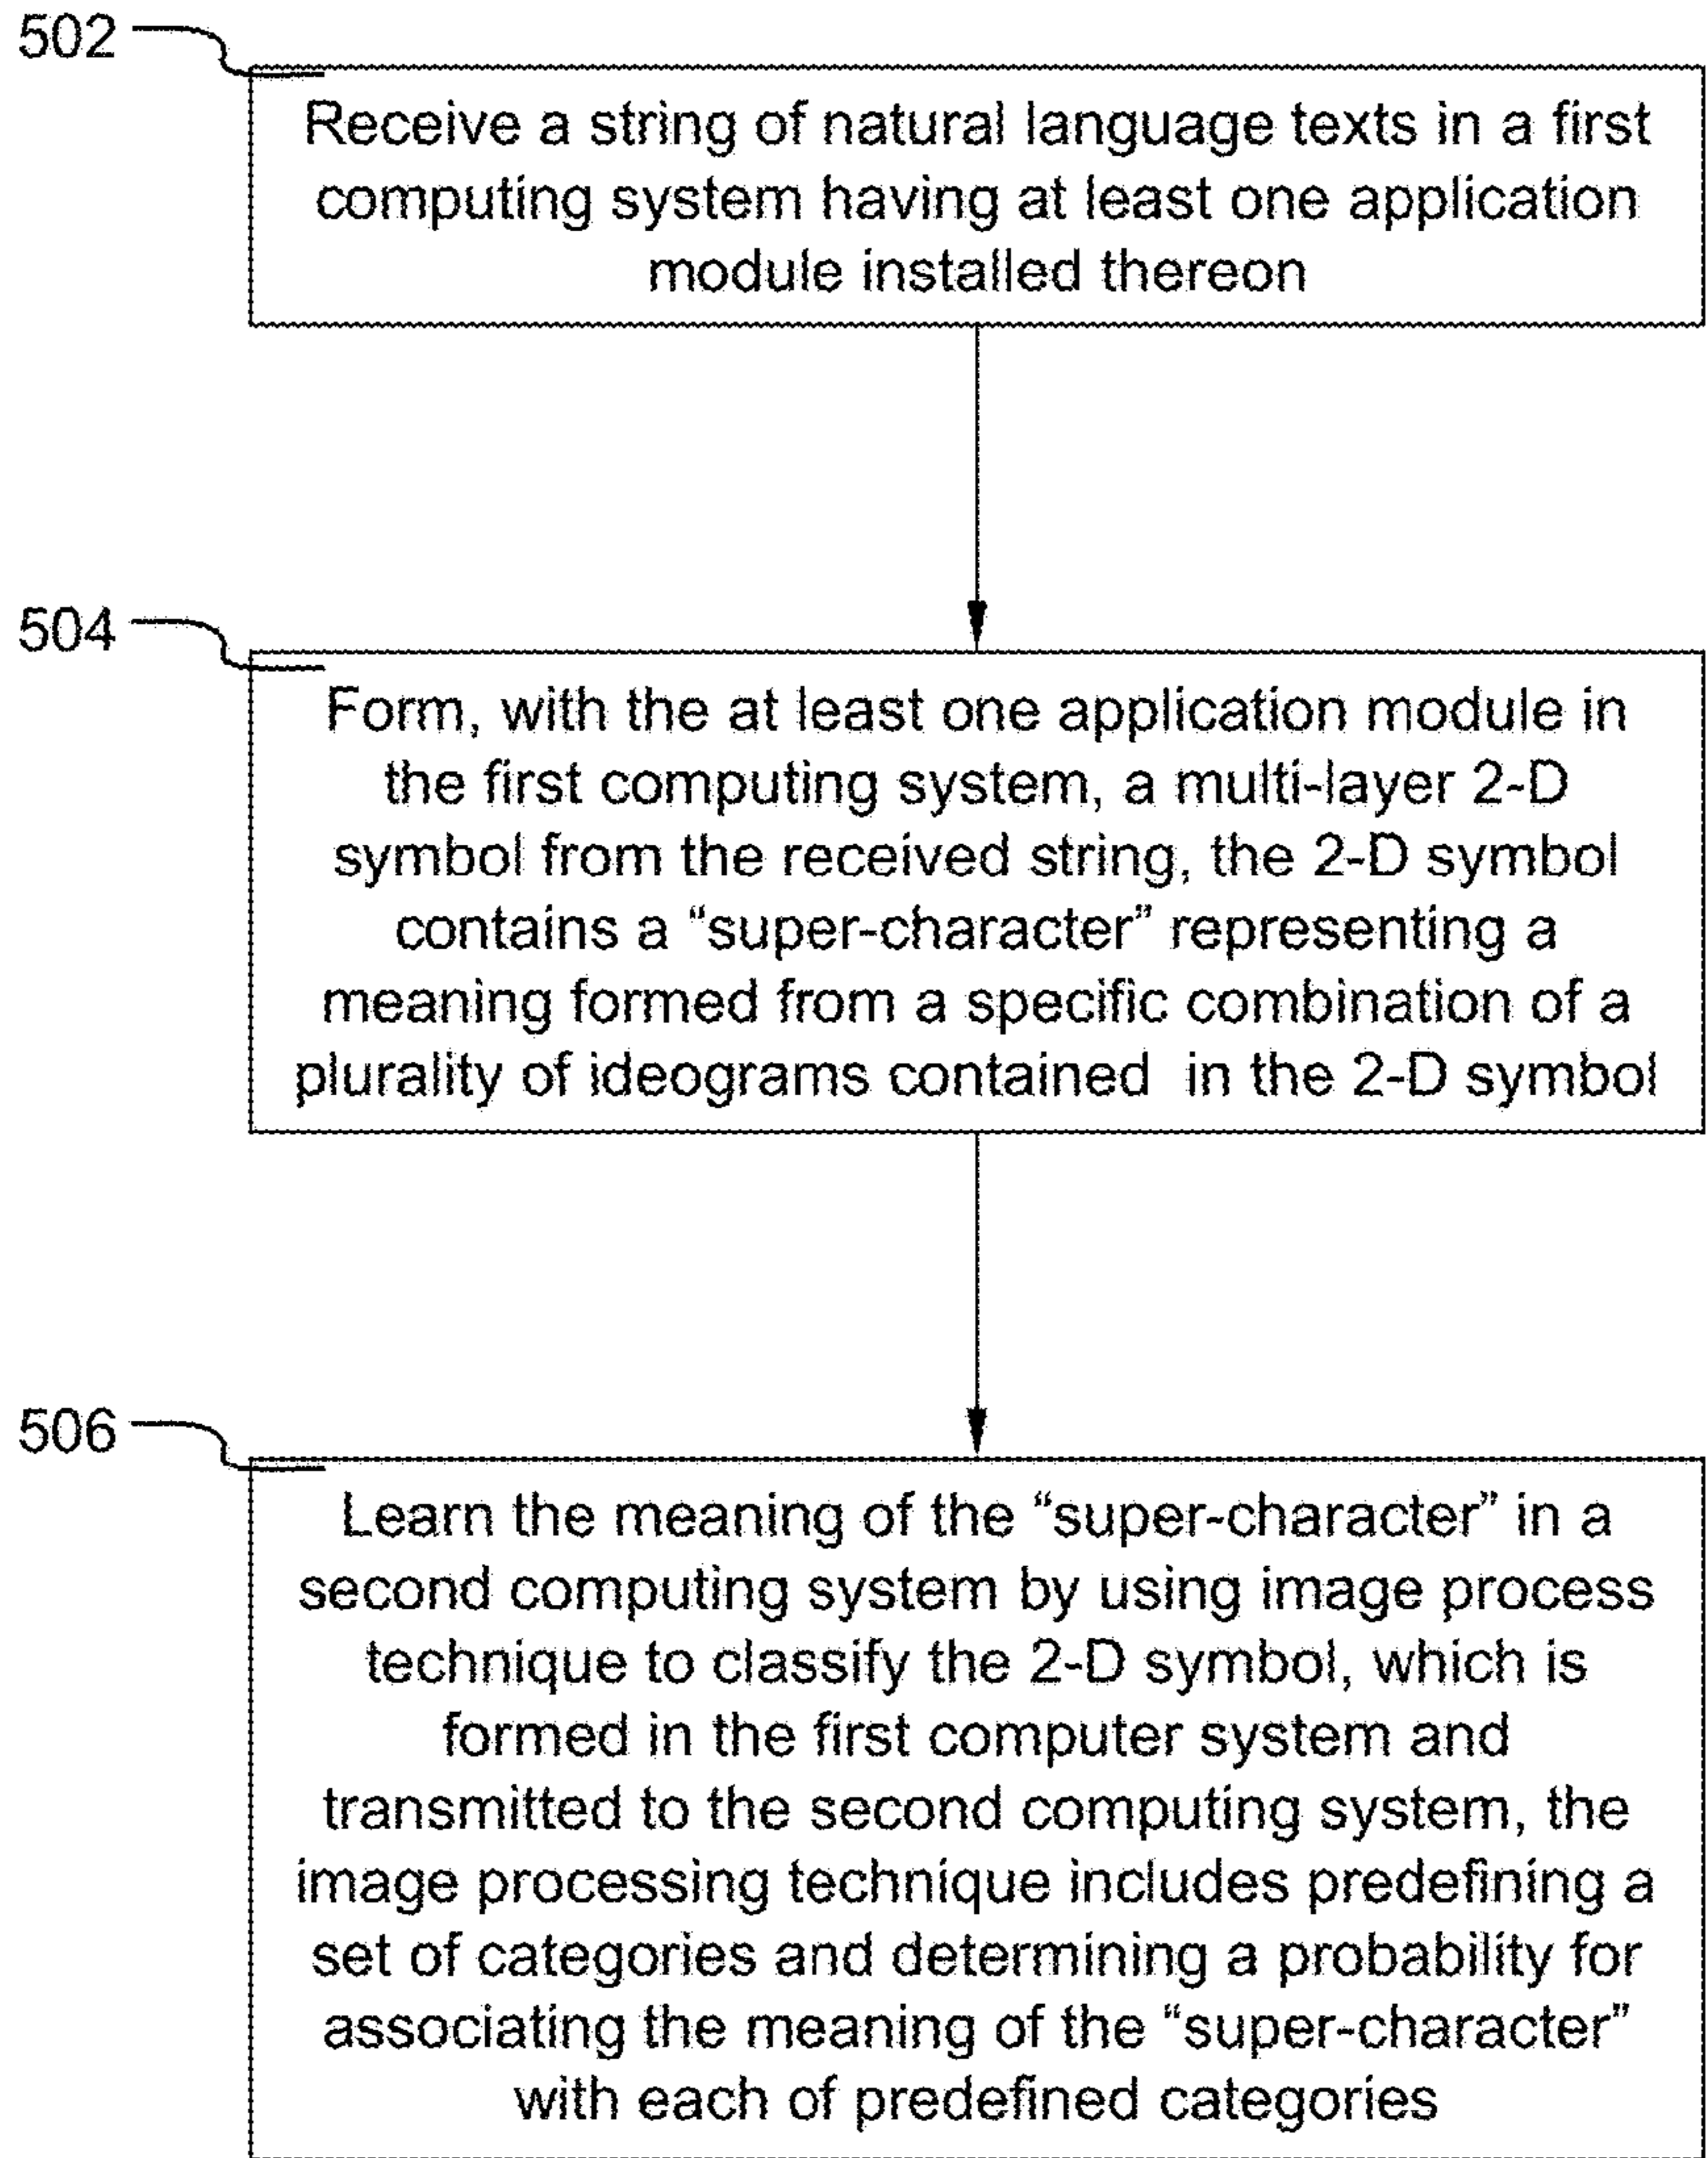 502
Receive a string of natural language texts in a first
computing system having at least one application
module installed thereon
504
Form, with the at least one application module in
the first computing system, a multi-layer 2-D
symbol from the received string, the 2-D symbol
contains a “super-character” representing a
meaning formed from a specific combination of a
plurality of ideograms contained in the 2-D symbol
506
Learn the meaning of the “super-character” in a
second computing system by using image process
technique to classify the 2-D symbol, which is
formed in the first computer system and
transmitted to the second computing system, the
image processing technique includes predefining a
set of categories and determining a probability for
associating the meaning of the “super-character”
with each of predefined categories